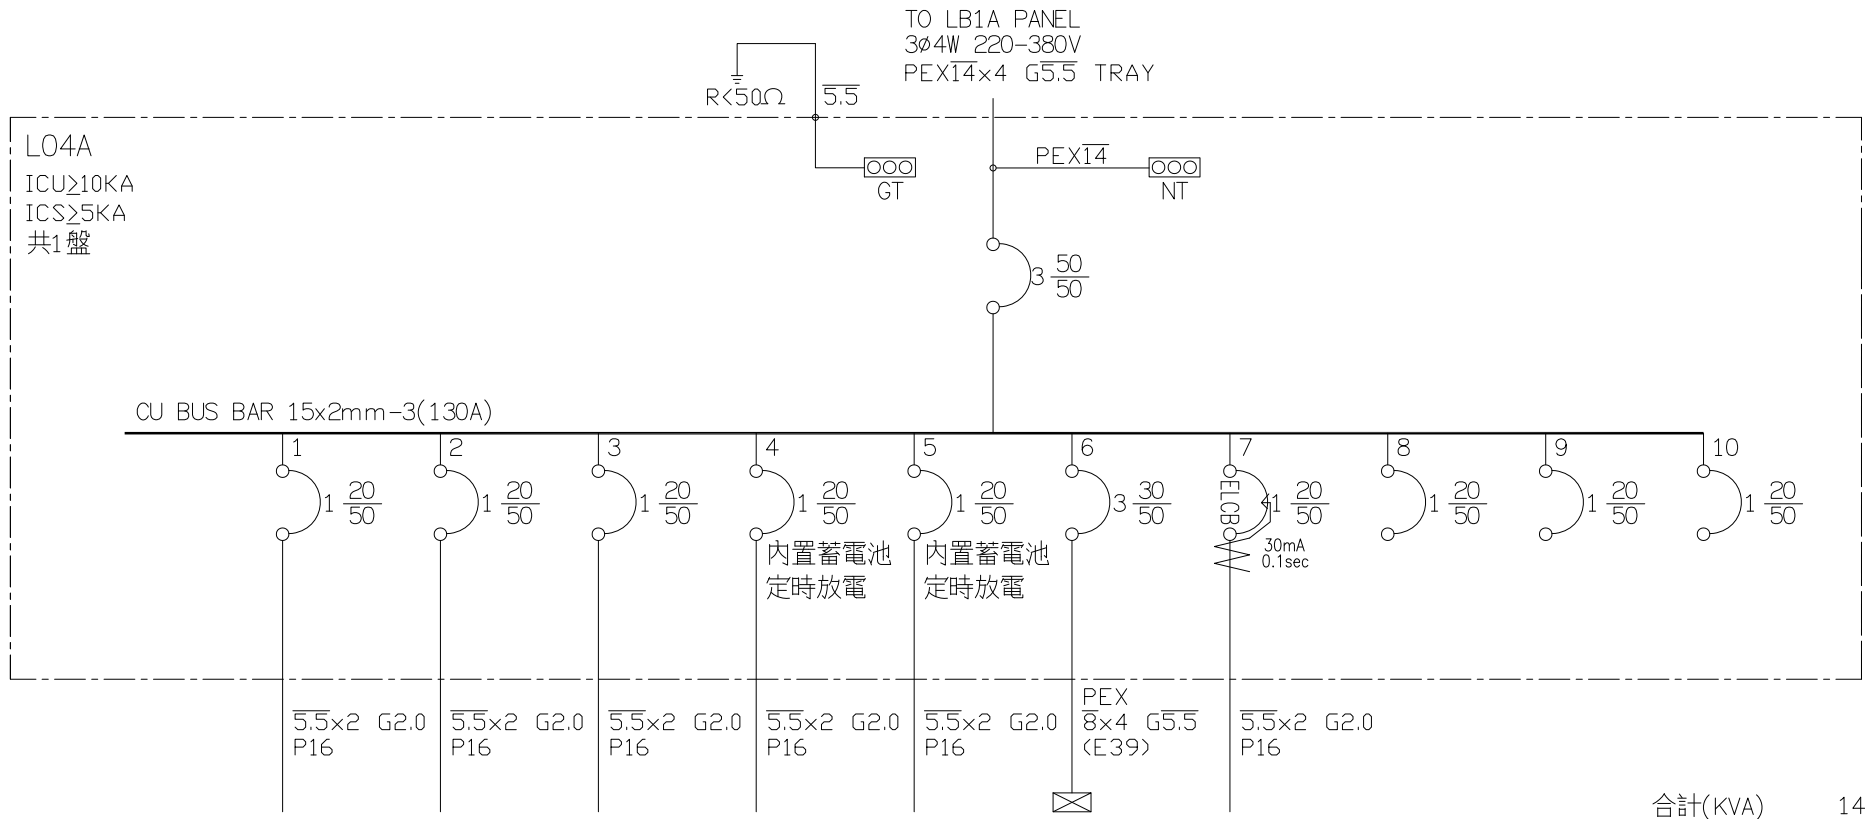 TO LB1A PANEL
3ø4W 220-380V
PEX14x4 G5.5 TRAY
R<50Ω
5.5
L04A
ICU≥10KA
ICS≥5KA
共1盤
GT
PEX14
NT
3 50/50
CU BUS BAR 15x2mm-3(130A)
1
2
3
4
5
6
7
8
9
10
1 20/50
1 20/50
1 20/50
1 20/50
1 20/50
3 30/50
ELCB
1 20/50
1 20/50
1 20/50
1 20/50
內置蓄電池
定時放電
內置蓄電池
定時放電
30mA
0.1sec
5.5x2 G2.0
P16
5.5x2 G2.0
P16
5.5x2 G2.0
P16
5.5x2 G2.0
P16
5.5x2 G2.0
P16
PEX
8x4 G5.5
(E39)
5.5x2 G2.0
P16
合計(KVA) 14